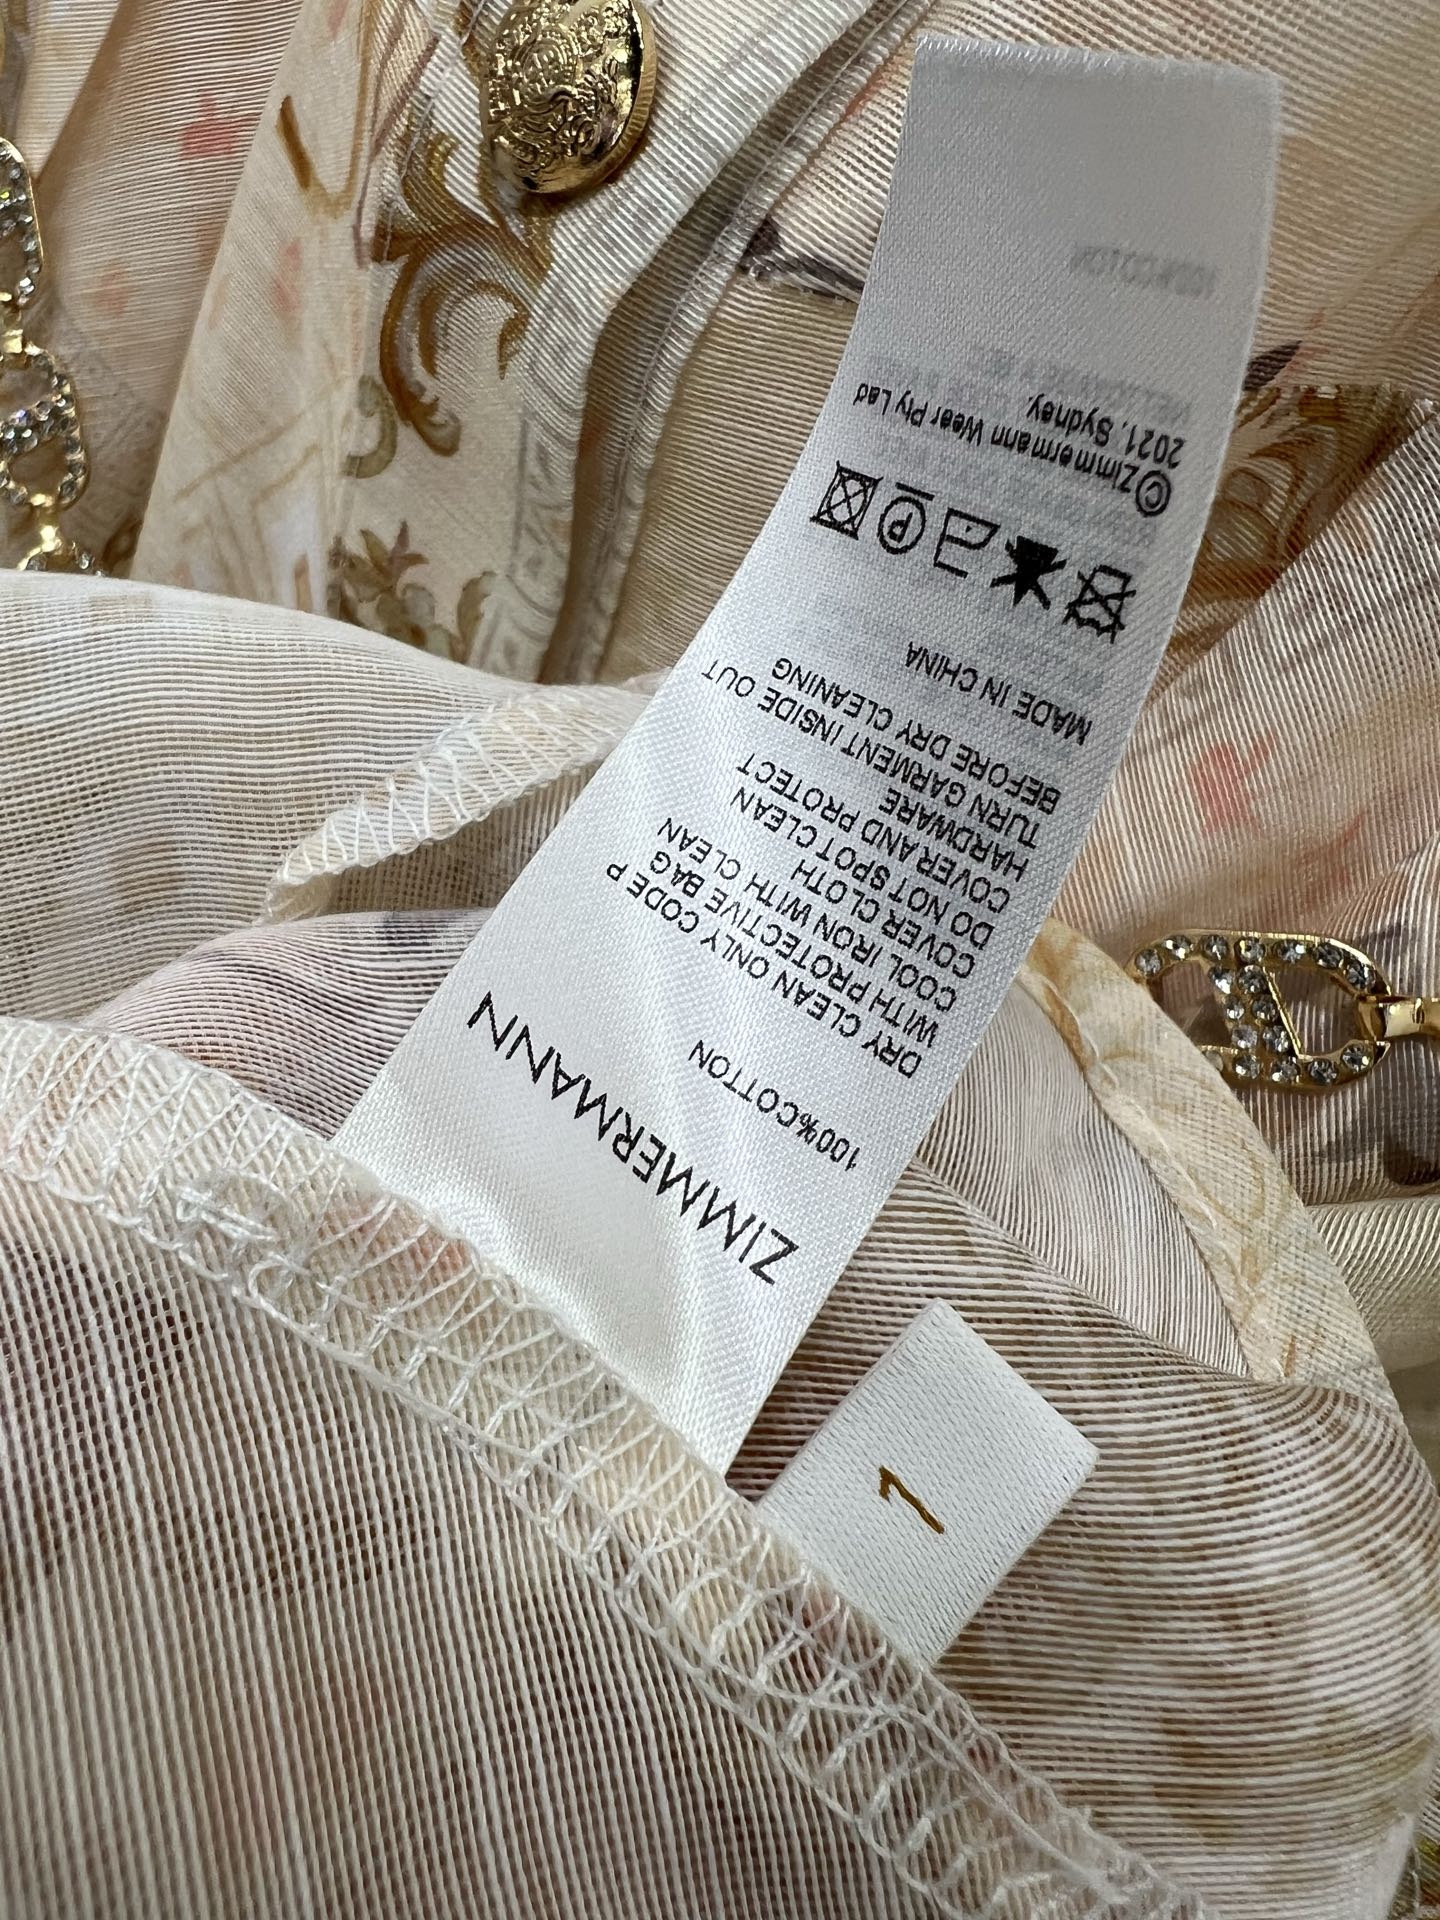 ZIMMERMANN
100%COTTON
DRY CLEAN ONLY CODE P
WITH PROTECTIVE BAG
COOL IRON WITH CLEAN
COVER CLOTH
DO NOT SPOT CLEAN
COVER AND PROTECT
HARDWARE
TURN GARMENT INSIDE OUT
BEFORE DRY CLEANING
MADE IN CHINA
P
©Zimmermann Wear Pty Lad
2021, Sydney.
1